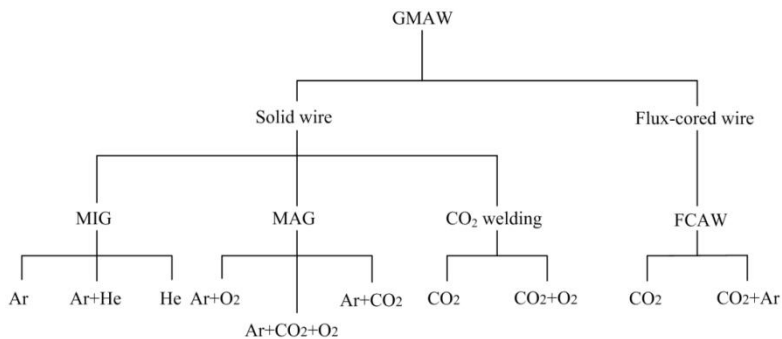 GMAW
Solid wire
Flux-cored wire
MIG
MAG
CO₂ welding
FCAW
Ar
Ar+He
He
Ar+O₂
Ar+CO₂+O₂
Ar+CO₂
CO₂
CO₂+O₂
CO₂
CO₂+Ar